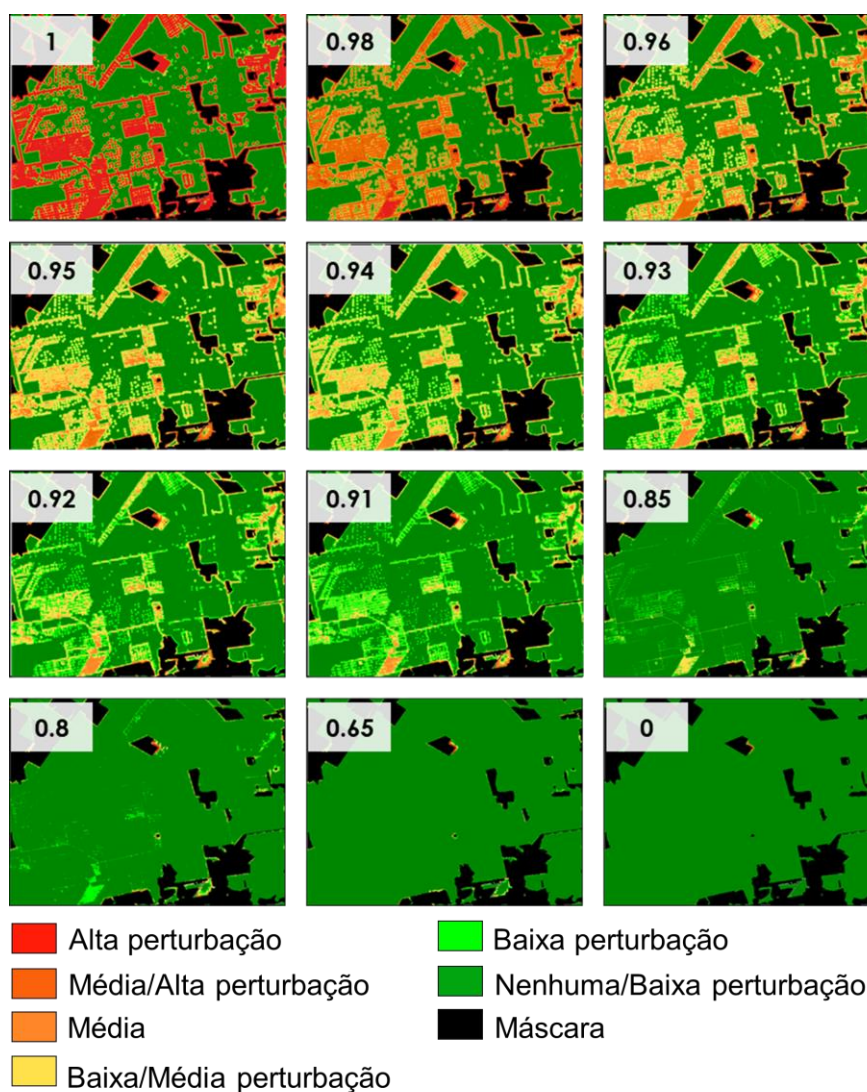 1
0.98
0.96
0.95
0.94
0.93
0.92
0.91
0.85
0.8
0.65
0
Alta perturbação
Média/Alta perturbação
Média
Baixa/Média perturbação
Baixa perturbação
Nenhuma/Baixa perturbação
Máscara